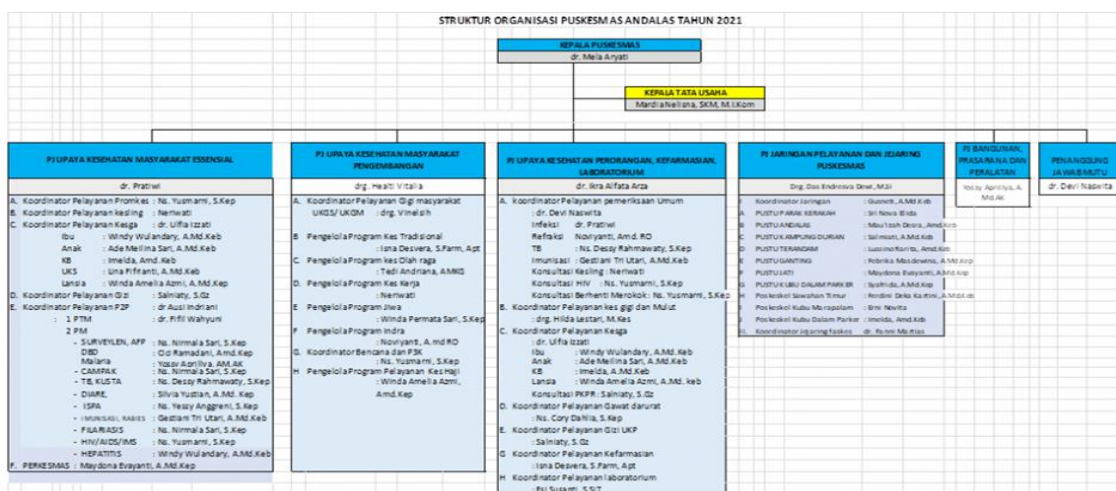 STRUKTUR ORGANISASI PUSKESMAS ANDALAS TAHUN 2021
KEPALA PUSKESMAS
dr. Mela Aryati
KEPALA TATA USAHA
Mardia Nelisna, SKM, M.I.Kom
PJ UPAYA KESEHATAN MASYARAKAT ESSENSIAL
dr. Pratiwi
A. Koordinator Pelayanan Promkes : Ns. Yusmarni, S.Kep
B. Koordinator Pelayanan kesling : Neriwati
C. Koordinator Pelayanan Kesga : dr. Ulfia Izzati
Ibu : Windy Wulandary, A.Md.Keb
Anak : Ade Meilina Sari, A.Md.Keb
KB : Imelda, Amd.Keb
UKS : Lina Fifrianti, A.Md.Keb
Lansia : Winda Amelia Azmi, A.Md.Kep
D. Koordinator Pelayanan Gizi : Salniaty, S.Gz
E. Koordinator Pelayanan P2P : dr Ausi Indriani
: 1 PTM : dr. Fifil Wahyuni
2 PM
- SURVEYLEN, AFP : Ns. Nirmala Sari, S.Kep
DBD : Cici Ramadani, Amd.Kep
Malaria : Yossy Aprillya, AM.AK
- CAMPAK : Ns. Nirmala Sari, S.Kep
- TB, KUSTA : Ns. Dessy Rahmawaty, S.Kep
- DIARE, : Silvia Yustian, A.Md. Kep
- ISPA : Ns. Yessy Anggreni, S.Kep
- IMUNISASI, RABIES : Gestiani Tri Utari, A.Md.Keb
- FILARIASIS : Ns. Nirmala Sari, S.Kep
- HIV/AIDS/IMS : Ns. Yusmarni, S.Kep
- HEPATITIS : Windy Wulandary, A.Md.Keb
F. PERKESMAS : Maydona Evayanti, A.Md.Kep
PJ UPAYA KESEHATAN MASYARAKAT
PENGEMBANGAN
drg. Healti Vitalia
A. Koordinator Pelayanan Gigi masyarakat
UKGS/ UKGM : drg. Vinelsih
B Pengelola Program Kes Tradisional
: Isna Desvera, S.Farm, Apt
C. Pengelola Program kes Olah raga
: Tedi Andriana, AMKG
D. Pengelola Program Kes Kerja
: Neriwati
E Pengelola Program Jiwa
: Winda Permata Sari, S.Kep
F Pengelola Program Indra
: Noviyanti, A.md RO
G. Koordinator Bencana dan P3K
: Ns. Yusmarni, S.Kep
H Pengelola Program Pelayanan Kes Haji
: Winda Amelia Azmi,
Amd.Kep
PJ UPAYA KESEHATAN PERORANGAN, KEFARMASIAN,
LABORATORIUM
dr. Ikra Alfata Arza
A. koordinator Pelayanan pemeriksaan Umum
: dr. Devi Naswita
Infeksi dr. Pratiwi
Refraksi Noviyanti, Amd. RO
TB : Ns. Dessy Rahmawaty, S.Kep
Imunisasi : Gestiani Tri Utari, A.Md.Keb
Konsultasi Kesling : Neriwati
Konsultasi HIV : Ns. Yusmarni, S.Kep
Konsultasi Berhenti Merokok: Ns. Yusmarni, S.Kep
B. Koordinator Pelayanan kes gigi dan Mulut
: drg. Hilda Lestari, M.Kes
C. Koordinator Pelayanan Kesga
: dr. Ulfia Izzati
Ibu : Windy Wulandary, A.Md.Keb
Anak : Ade Meilina Sari, A.Md.Keb
KB : Imelda, A.Md.Keb
Lansia : Winda Amelia Azmi, A.Md. keb
Konsultasi PKPR : Salniaty, S.Gz
D. Koordinator Pelayanan Gawat darurat
: Ns. Cory Dahlia, S.Kep
E. Koordinator Pelayanan Gizi UKP
: Salniaty, S.Gz
G Koordinator Pelayanan Kefarmasian
: Isna Desvera, S.Farm, Apt
H Koordinator Pelayanan laboratorium
: Esi Susanti, S.SiT
PJ JARINGAN PELAYANAN DAN JEJARING
PUSKESMAS
Koordinator Jaringan
PUSTU PARAK KERAKAH
PUSTU ANDALAS
PUSTU KAMPUNG DURIAN
PUSTU TERANDAM
PUSTU GANTING : Febrika Masdewina, A.Md.Kep
PUSTU JATI : Maydona Evayanti, A.Md.Kep
PUSTU KUBU DALAM PARKER
Poskeskel Sawahan Timur
Poskeskel Kubu Marapalam
Poskeskel Kubu Dalam Parker : Imelda, Amd.Keb
Koordinator Jejaring faskes
PJ BANGUNAN,
PRASARANA DAN
PERALATAN
Yossy Aprillya, A.
Md.AK
PENANGGUNG
JAWAB MUTU
dr. Devi Naswita